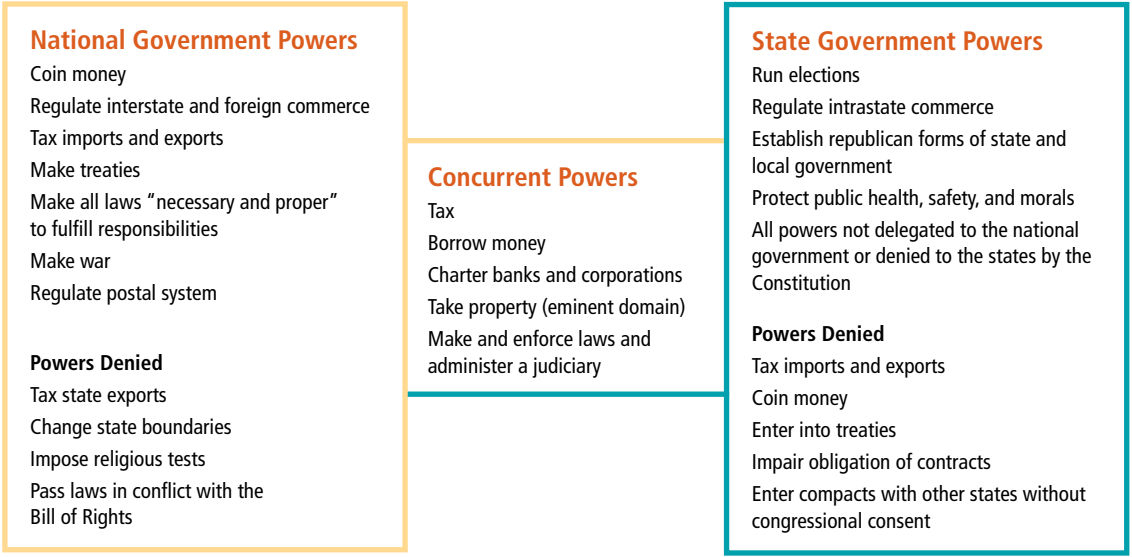 National Government Powers
Coin money
Regulate interstate and foreign commerce
Tax imports and exports
Make treaties
Make all laws “necessary and proper”
to fulfill responsibilities
Make war
Regulate postal system
Powers Denied
Tax state exports
Change state boundaries
Impose religious tests
Pass laws in conflict with the
Bill of Rights
Concurrent Powers
Tax
Borrow money
Charter banks and corporations
Take property (eminent domain)
Make and enforce laws and
administer a judiciary
State Government Powers
Run elections
Regulate intrastate commerce
Establish republican forms of state and
local government
Protect public health, safety, and morals
All powers not delegated to the national
government or denied to the states by the
Constitution
Powers Denied
Tax imports and exports
Coin money
Enter into treaties
Impair obligation of contracts
Enter compacts with other states without
congressional consent